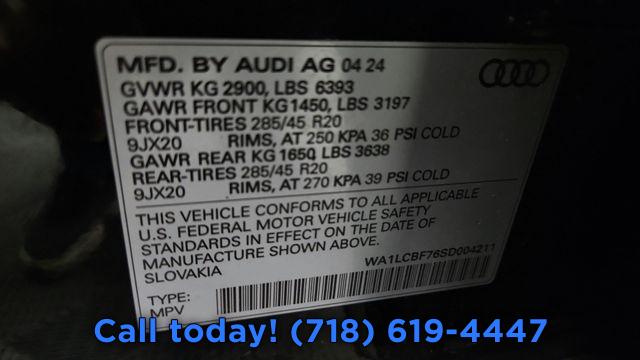 MFD. BY AUDI AG 04 24
GVWR KG 2900, LBS 6393
GAWR FRONT KG1450, LBS 3197
FRONT-TIRES 285/45 R20
9JX20 RIMS, AT 250 KPA 36 PSI COLD
GAWR REAR KG 1650, LBS 3638
REAR-TIRES 285/45 R20
9JX20 RIMS, AT 270 KPA 39 PSI COLD
THIS VEHICLE CONFORMS TO ALL APPLICABLE
U.S. FEDERAL MOTOR VEHICLE SAFETY
STANDARDS IN EFFECT ON THE DATE OF
MANUFACTURE SHOWN ABOVE.
SLOVAKIA
WA1LCBF76SD004211
TYPE:
MPV
Call today! (718) 619-4447